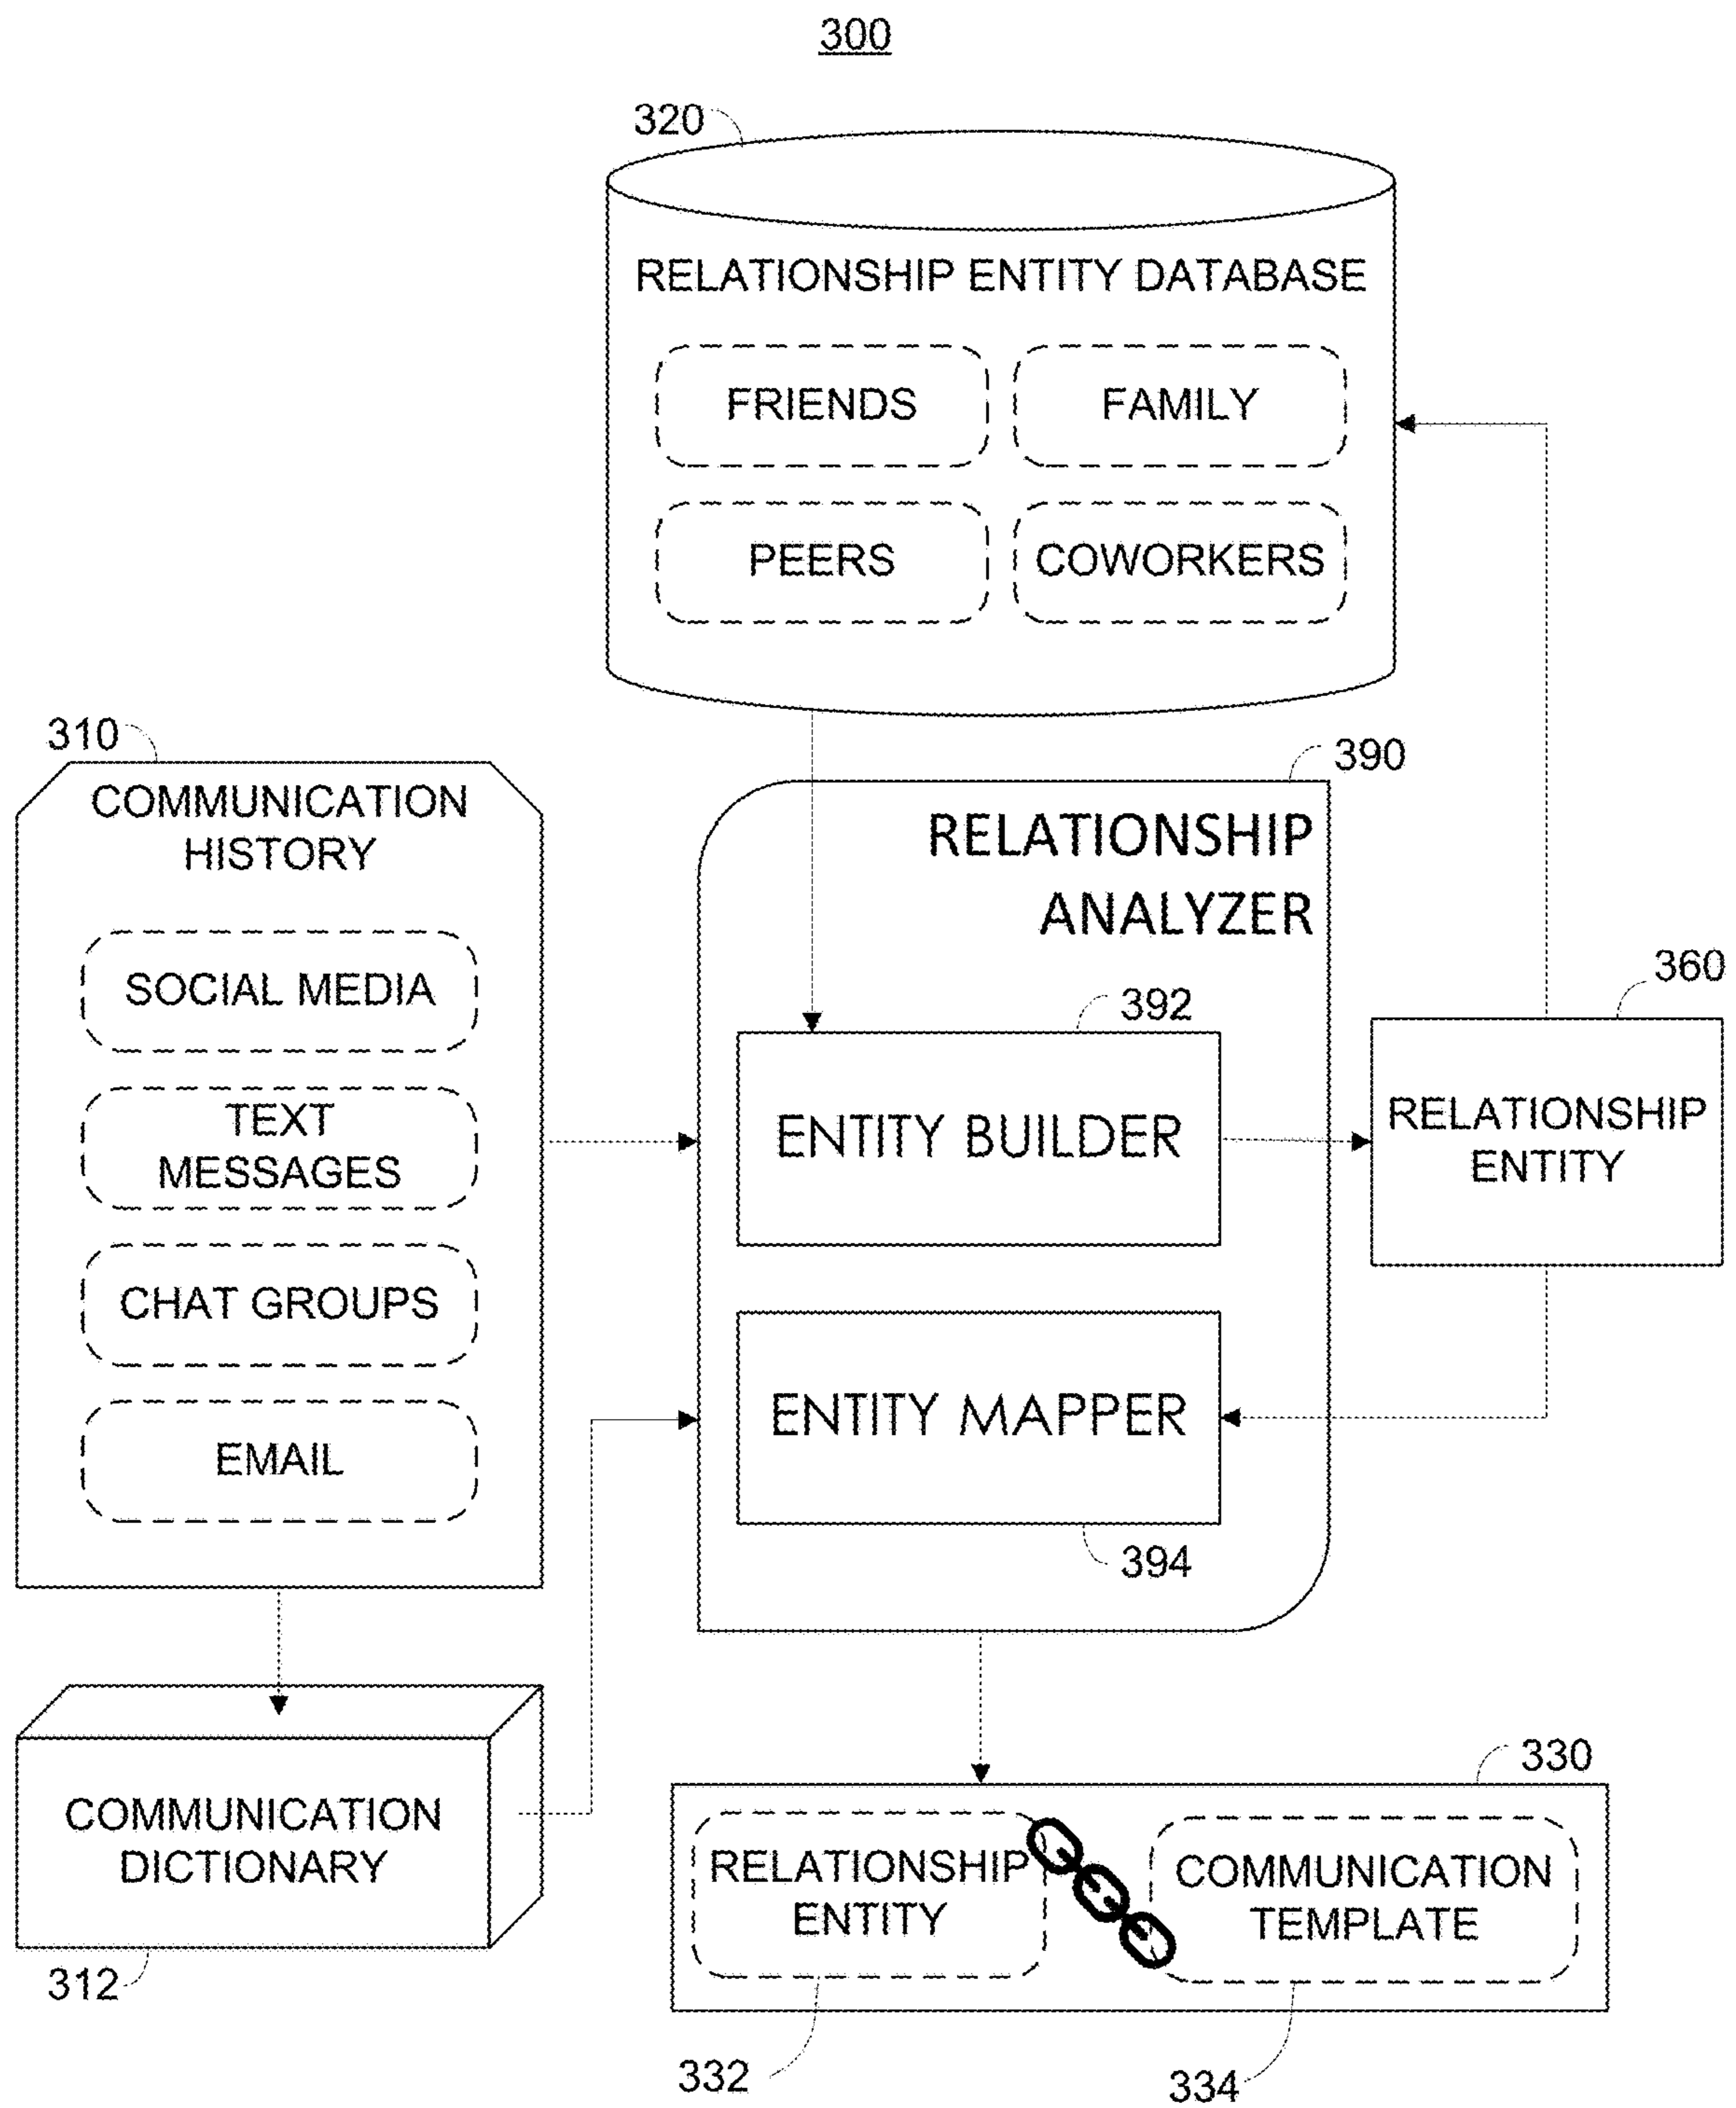 300
320
RELATIONSHIP ENTITY DATABASE
FRIENDS
FAMILY
PEERS
COWORKERS
310
COMMUNICATION
HISTORY
SOCIAL MEDIA
TEXT
MESSAGES
CHAT GROUPS
EMAIL
390
RELATIONSHIP
ANALYZER
392
ENTITY BUILDER
ENTITY MAPPER
394
360
RELATIONSHIP
ENTITY
COMMUNICATION
DICTIONARY
312
330
RELATIONSHIP
ENTITY
COMMUNICATION
TEMPLATE
332
334